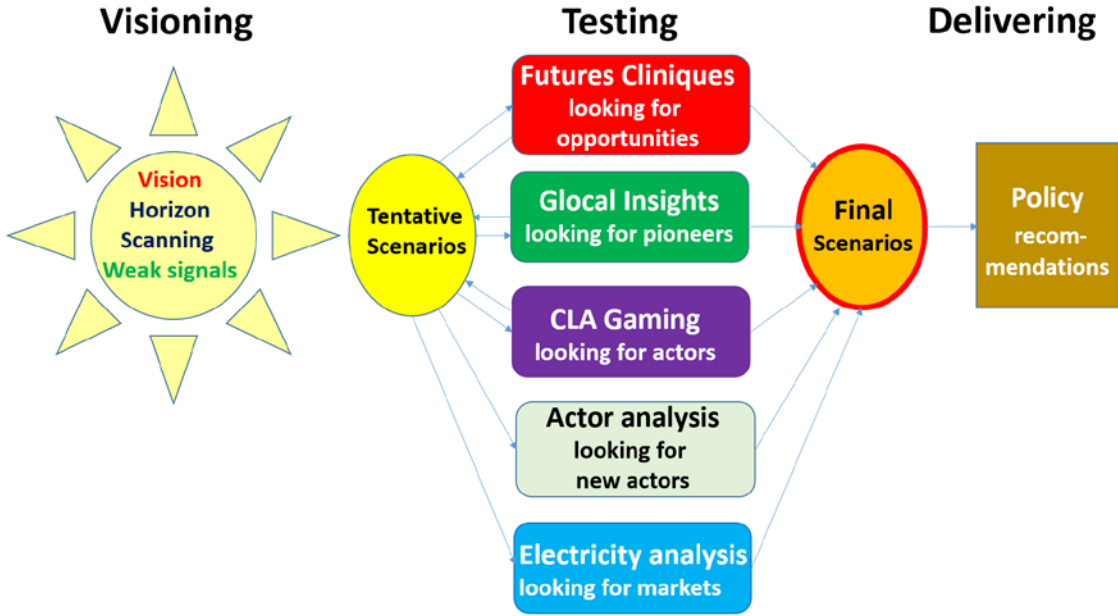 Visioning
Testing
Delivering
Vision
Horizon
Scanning
Weak signals
Tentative
Scenarios
Futures Cliniques
looking for
opportunities
Glocal Insights
looking for pioneers
CLA Gaming
looking for actors
Actor analysis
looking for
new actors
Electricity analysis
looking for markets
Final
Scenarios
Policy
recom-
mendations